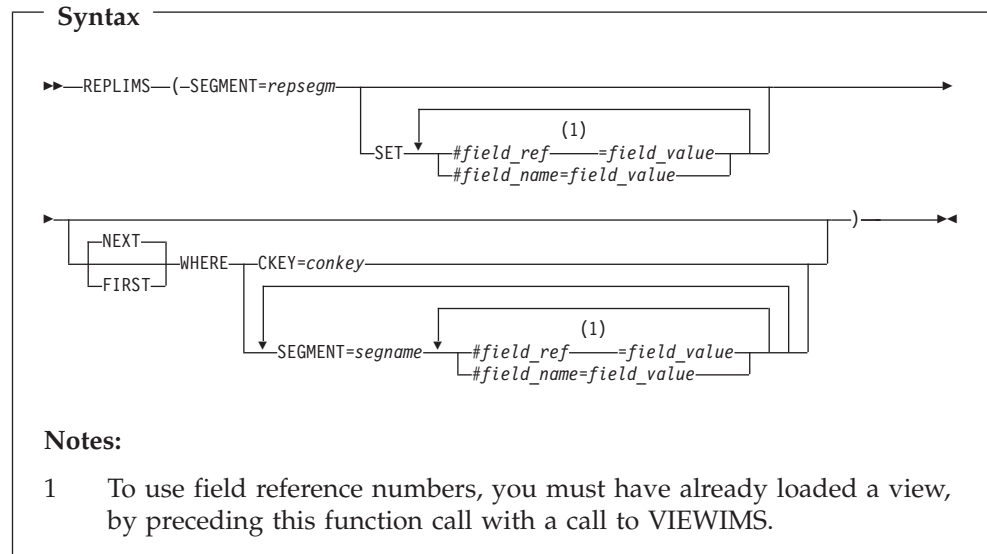 Syntax
REPLIMS (SEGMENT=repsegm
(1)
SET #field_ref =field_value
#field_name=field_value
NEXT
WHERE CKEY=conkey )
FIRST
(1)
SEGMENT=segname #field_ref =field_value
#field_name=field_value
Notes:
1 To use field reference numbers, you must have already loaded a view,
by preceding this function call with a call to VIEWIMS.